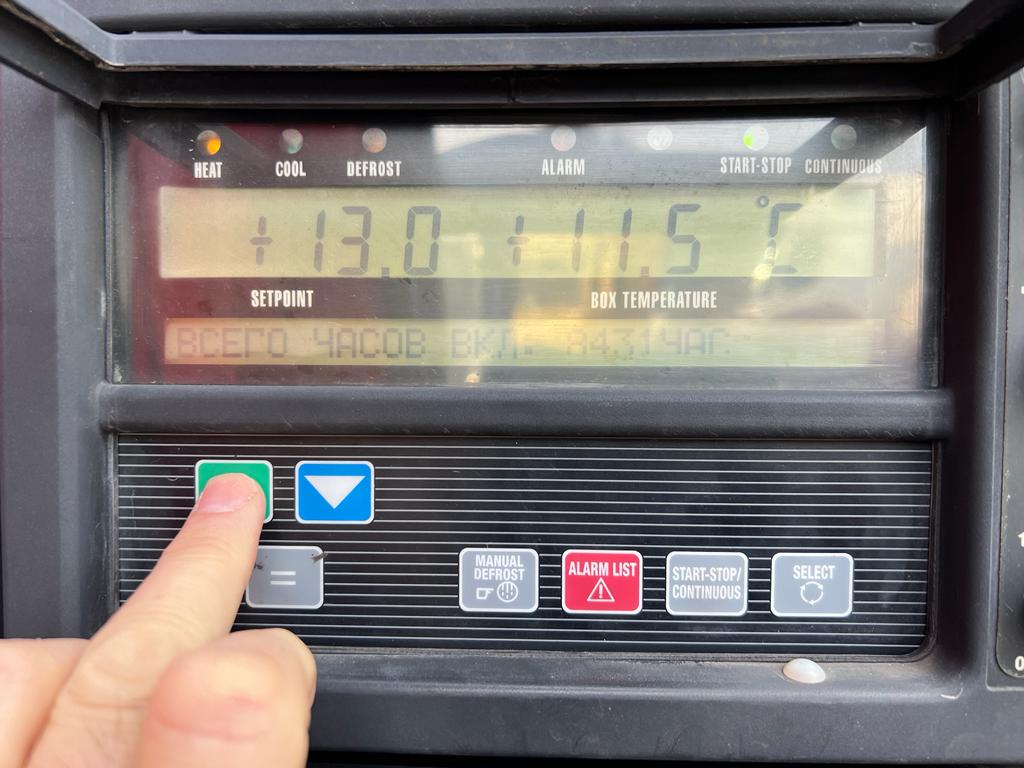 HEAT COOL DEFROST ALARM START-STOP CONTINUOUS
+13.0 +11.5 °C
SETPOINT BOX TEMPERATURE
ВСЕГО ЧАСОВ ВКЛ. 8431ЧАС
=
MANUAL DEFROST
ALARM LIST
START-STOP/
CONTINUOUS
SELECT